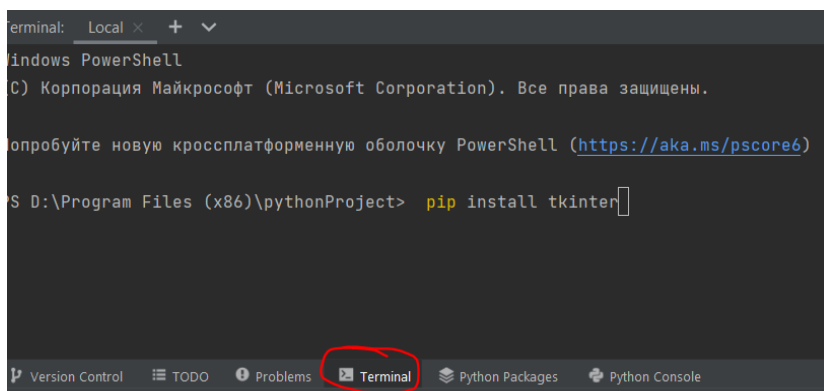 Terminal: Local × + ∨
Windows PowerShell
(C) Корпорация Майкрософт (Microsoft Corporation). Все права защищены.
Попробуйте новую кроссплатформенную оболочку PowerShell (https://aka.ms/pscore6)
PS D:\Program Files (x86)\pythonProject> pip install tkinter
Version Control TODO Problems Terminal Python Packages Python Console